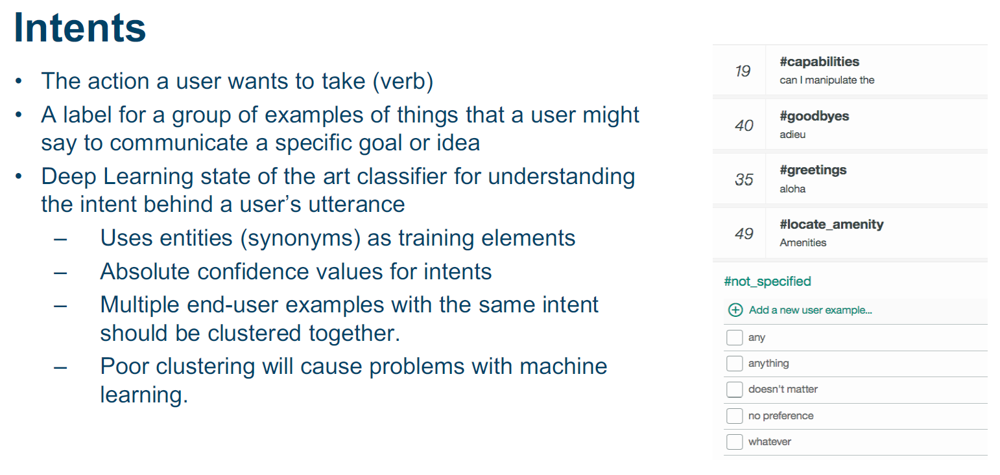 Intents
• The action a user wants to take (verb)
• A label for a group of examples of things that a user might
say to communicate a specific goal or idea
• Deep Learning state of the art classifier for understanding
the intent behind a user’s utterance
– Uses entities (synonyms) as training elements
– Absolute confidence values for intents
– Multiple end-user examples with the same intent
should be clustered together.
– Poor clustering will cause problems with machine
learning.
19
#capabilities
can I manipulate the
40
#goodbyes
adieu
35
#greetings
aloha
49
#locate_amenity
Amenities
#not_specified
Add a new user example...
any
anything
doesn't matter
no preference
whatever